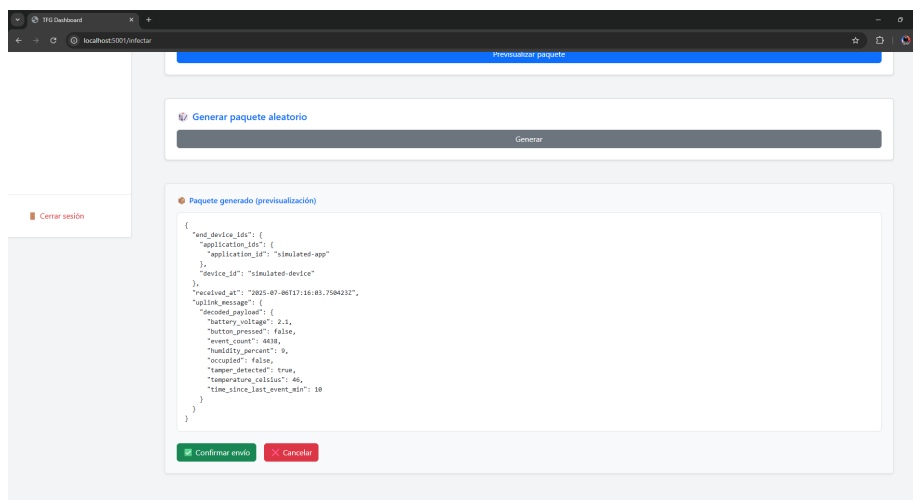 TFG Dashboard
localhost:5001/infectar
Previsualizar paquete
Generar paquete aleatorio
Generar
Cerrar sesión
Paquete generado (previsualización)
{
"end_device_ids": {
"application_ids": {
"application_id": "simulated-app"
},
"device_id": "simulated-device"
},
"received_at": "2025-07-06T17:16:03.750423Z",
"uplink_message": {
"decoded_payload": {
"battery_voltage": 2.1,
"button_pressed": false,
"event_count": 4438,
"humidity_percent": 9,
"occupied": false,
"tamper_detected": true,
"temperature_celsius": 46,
"time_since_last_event_min": 10
}
}
}
Confirmar envío
Cancelar